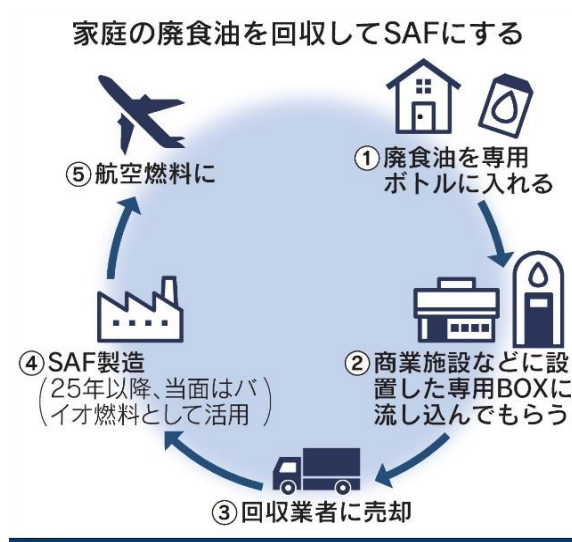 家庭の廃食油を回収してSAFにする
①廃食油を専用
ボトルに入れる
②商業施設などに設
置した専用BOXに
流し込んでもらう
③回収業者に売却
④SAF製造
(25年以降、当面はバ
イオ燃料として活用)
⑤航空燃料に